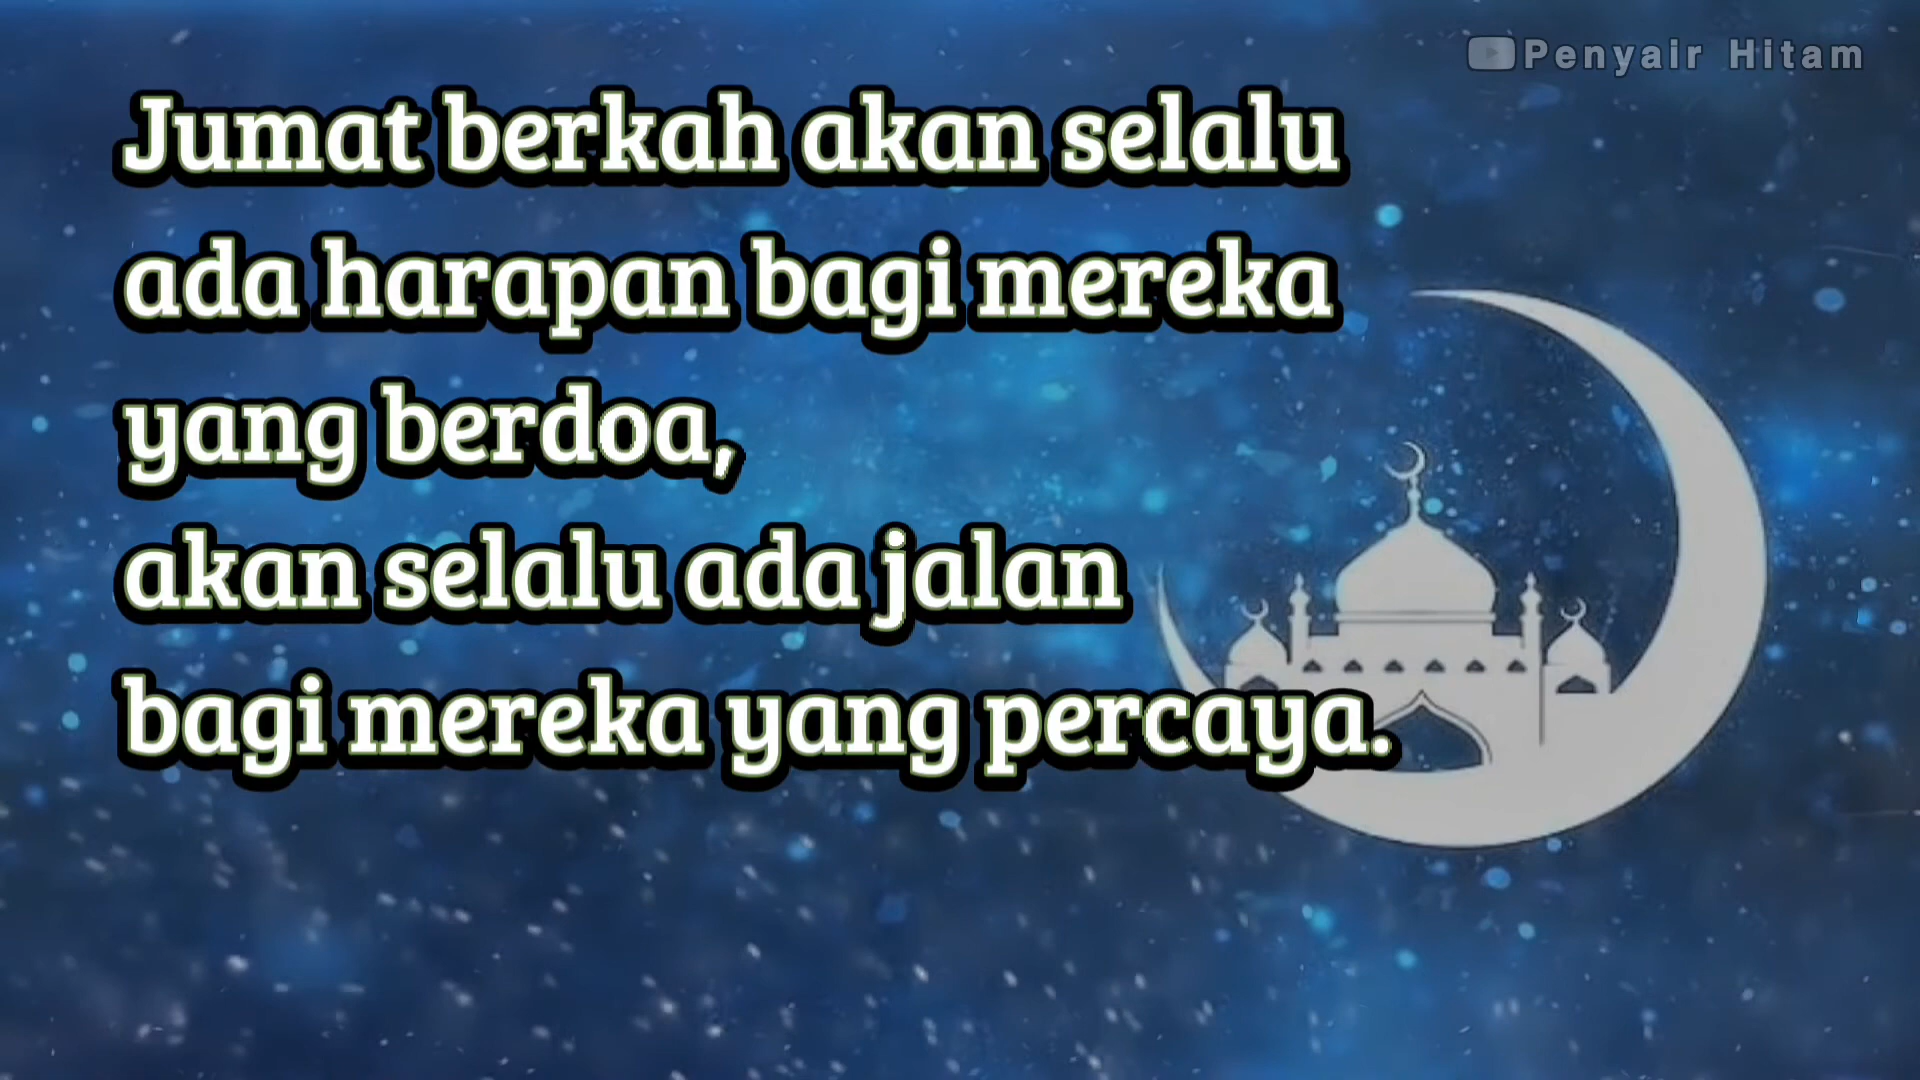 Penyair Hitam
Jumat berkah akan selalu
ada harapan bagi mereka
yang berdoa,
akan selalu ada jalan
bagi mereka yang percaya.